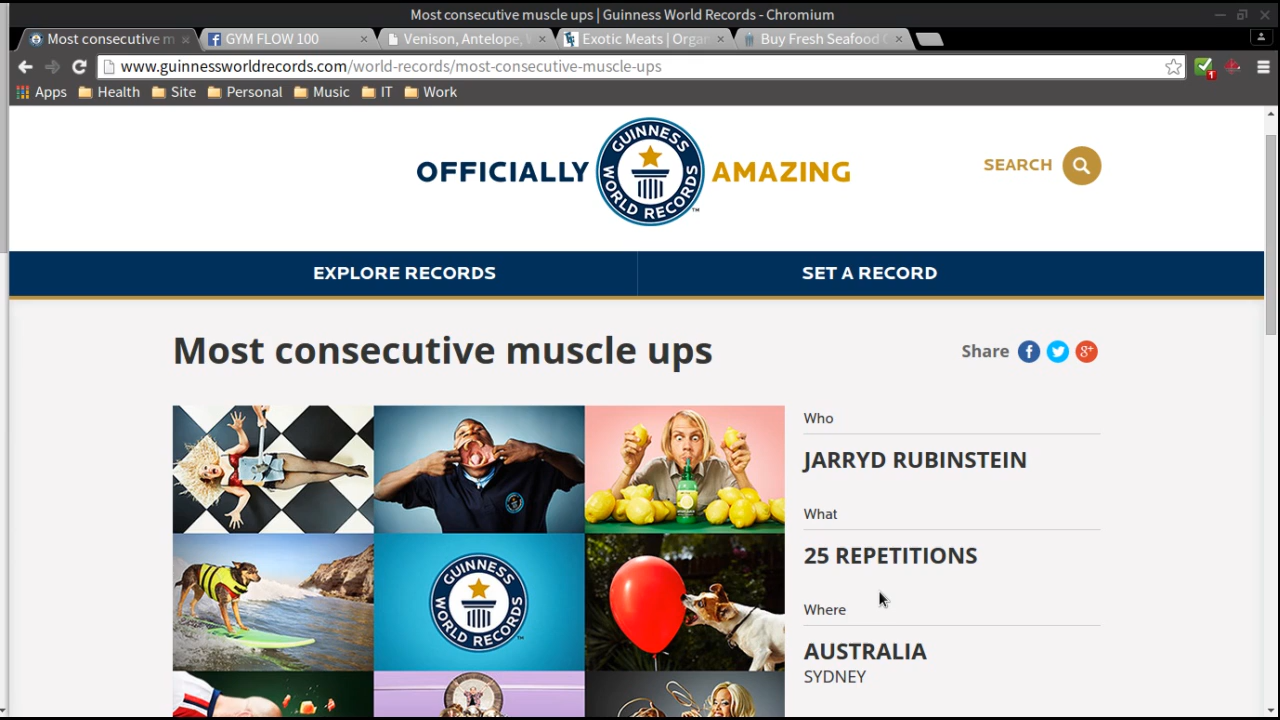 Most consecutive muscle ups | Guinness World Records - Chromium
Most consecutive m
GYM FLOW 100
Venison, Antelope,
Exotic Meats | Orga
Buy Fresh Seafood
www.guinnessworldrecords.com/world-records/most-consecutive-muscle-ups
Apps Health Site Personal Music IT Work
OFFICIALLY
GUINNESS WORLD RECORDS
AMAZING
SEARCH
EXPLORE RECORDS
SET A RECORD
Most consecutive muscle ups
Share
Who
JARRYD RUBINSTEIN
What
25 REPETITIONS
Where
AUSTRALIA
SYDNEY
GUINNESS WORLD RECORDS